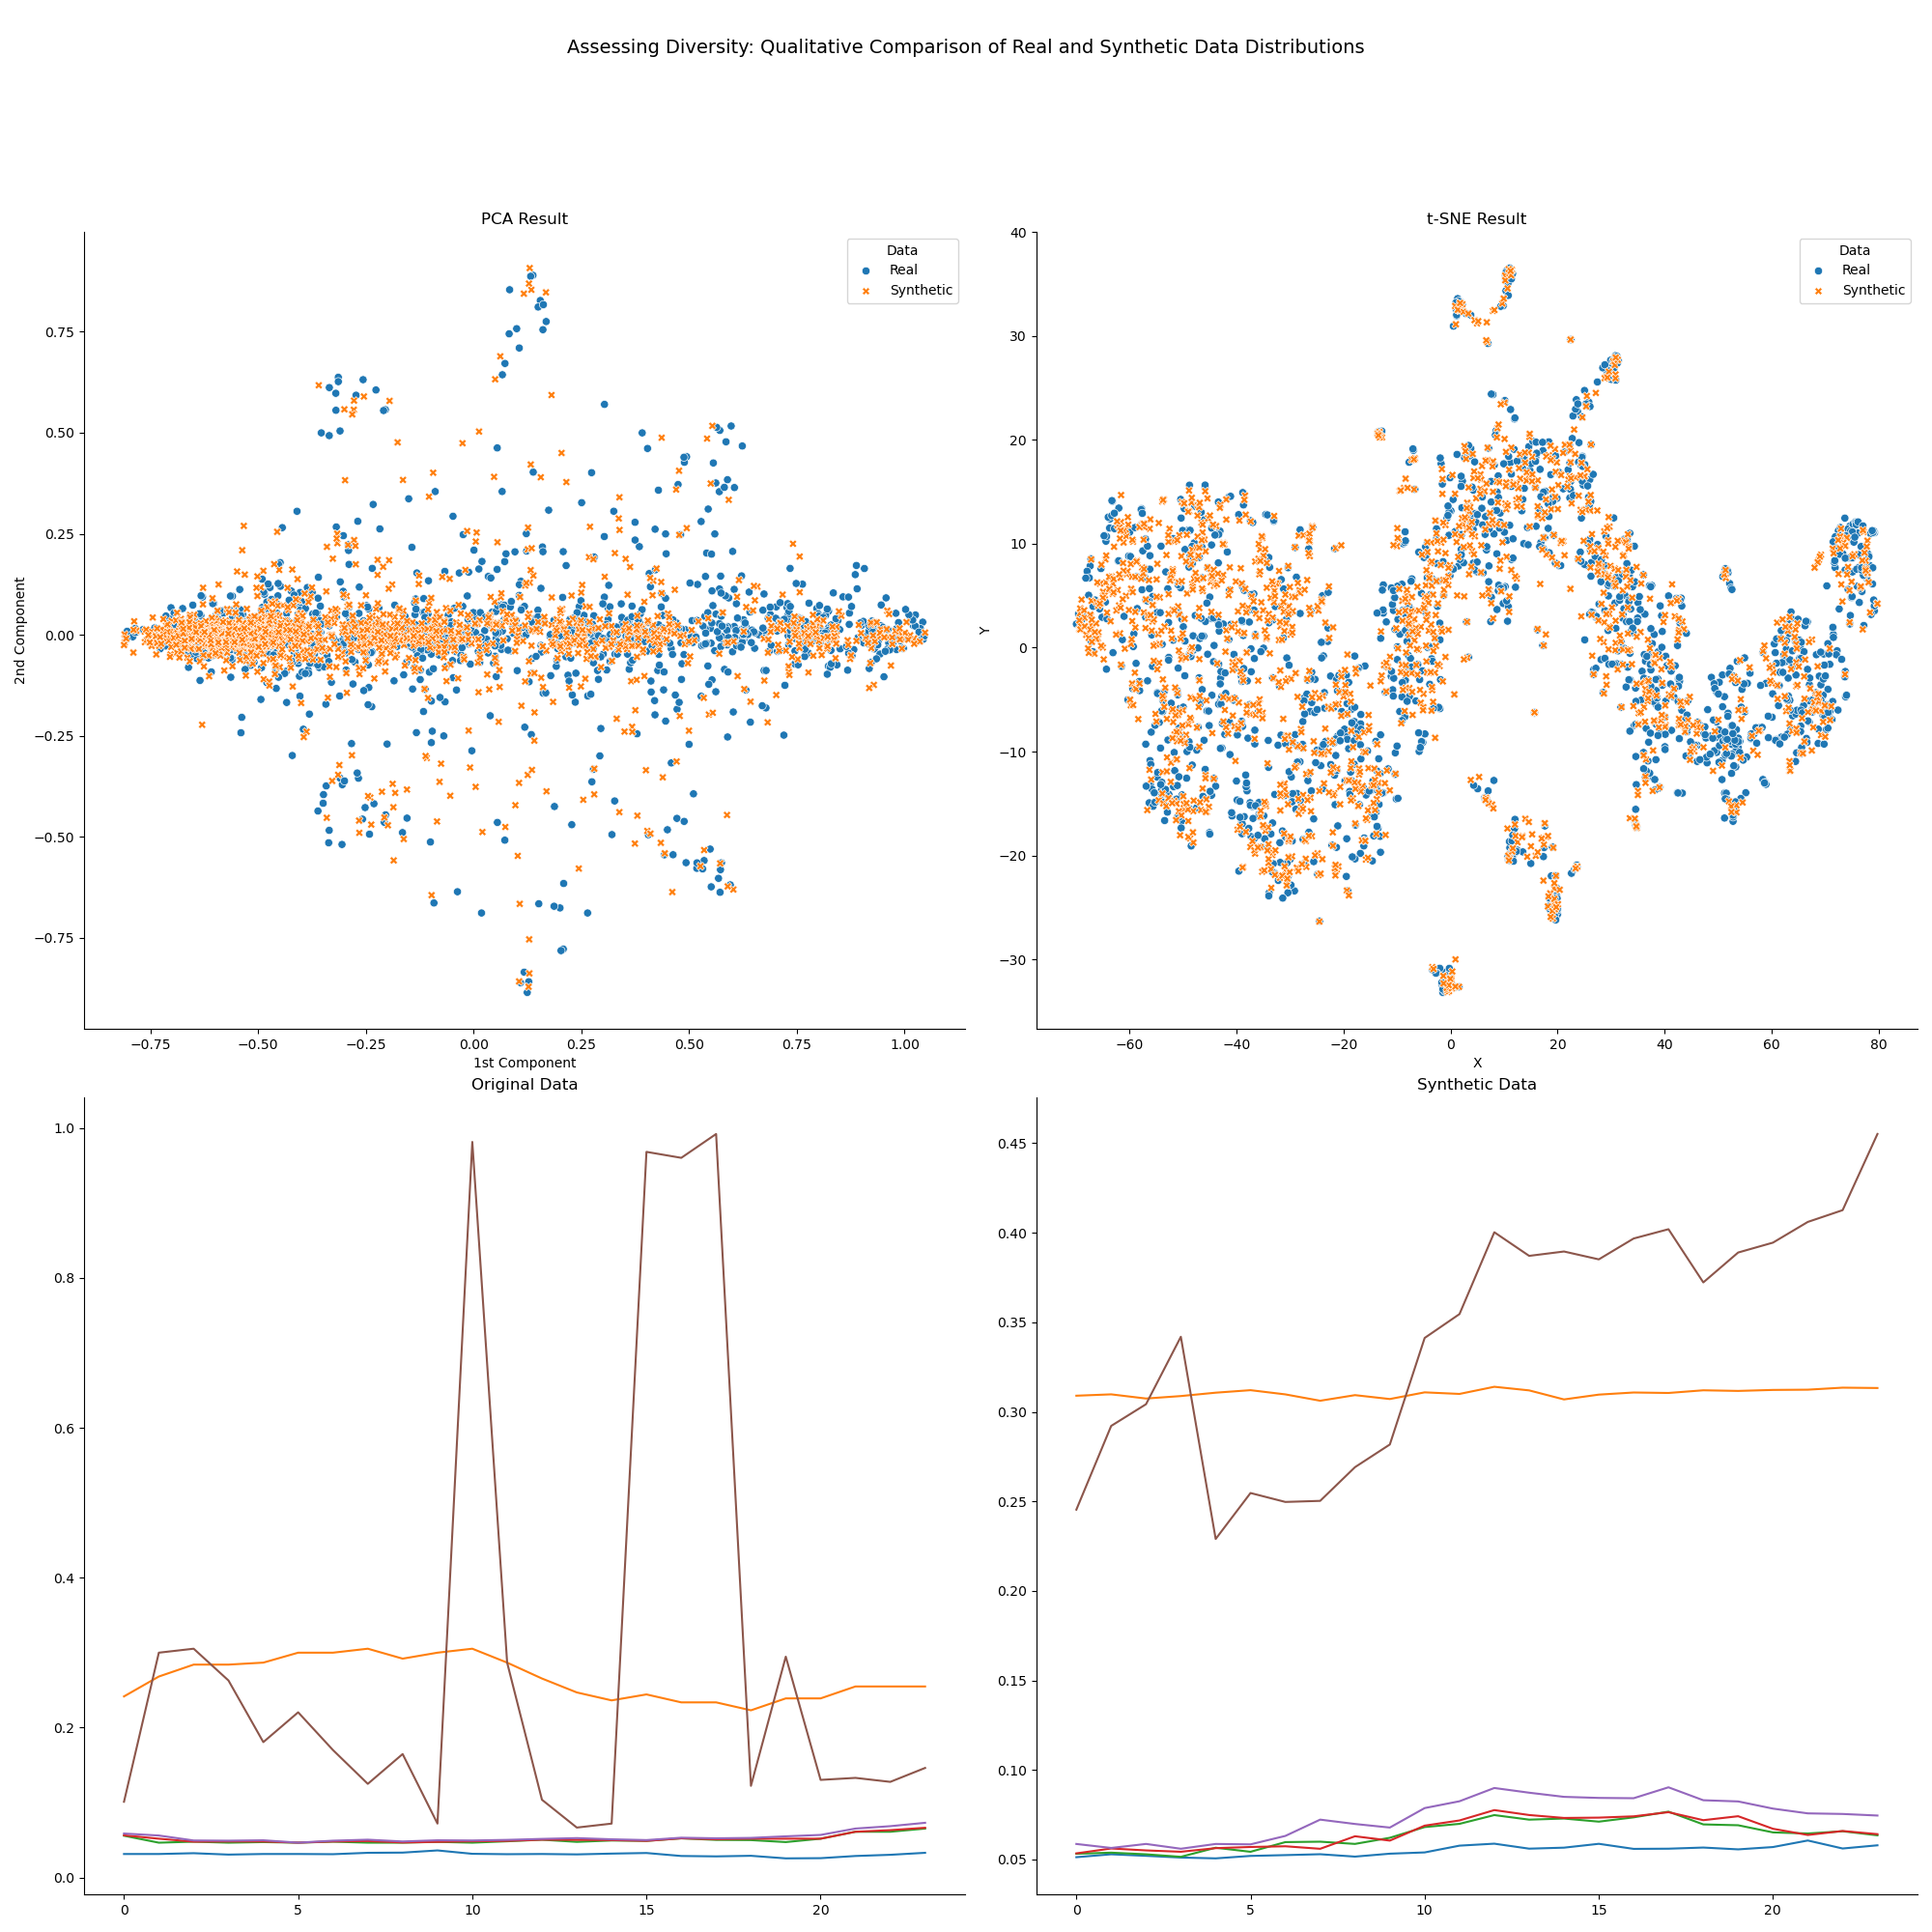 Assessing Diversity: Qualitative Comparison of Real and Synthetic Data Distributions
PCA Result
Data
Real
Synthetic
0.75
0.50
0.25
0.00
−0.25
−0.50
−0.75
2nd Component
−0.75 −0.50 −0.25 0.00 0.25 0.50 0.75 1.00
1st Component
t-SNE Result
Data
Real
Synthetic
40
30
20
10
0
−10
−20
−30
Y
−60 −40 −20 0 20 40 60 80
X
Original Data
1.0
0.8
0.6
0.4
0.2
0.0
0 5 10 15 20
Synthetic Data
0.45
0.40
0.35
0.30
0.25
0.20
0.15
0.10
0.05
0 5 10 15 20